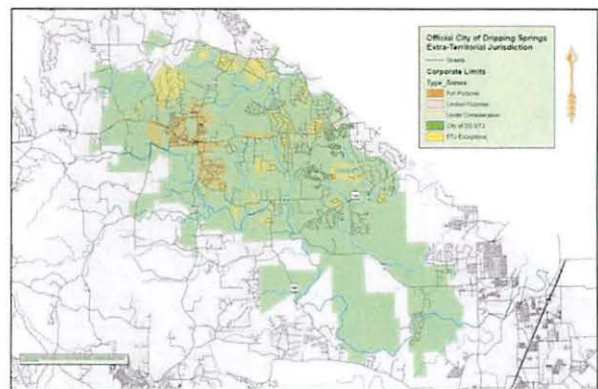 Official City of Dripping Springs
Extra-Territorial Jurisdiction
Streets
Corporate Limits
Type_Annex
Full Purpose
Limited Purpose
Under Consideration
City of DS ETJ
ETJ Exceptions